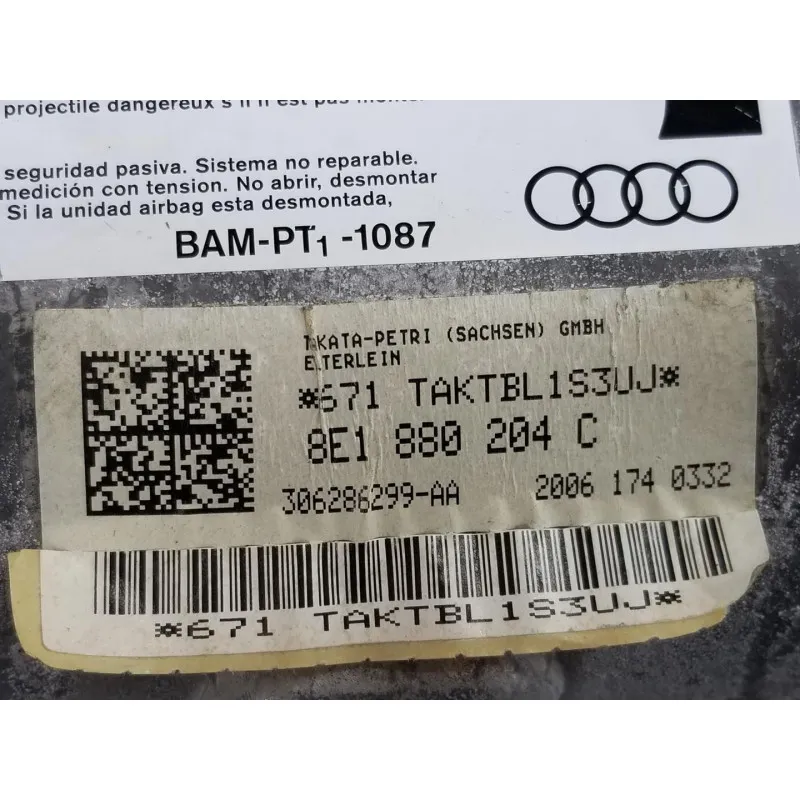 projectile dangereux s'il n'est pas
seguridad pasiva. Sistema no reparable.
medición con tension. No abrir, desmontar
Si la unidad airbag esta desmontada,
BAM-PT1 -1087
TAKATA-PETRI (SACHSEN) GMBH
ELTERLEIN
*671 TAKTBL1S3UJ*
8E1 880 204 C
306286299-AA 2006 174 0332
*671 TAKTBL1S3UJ*